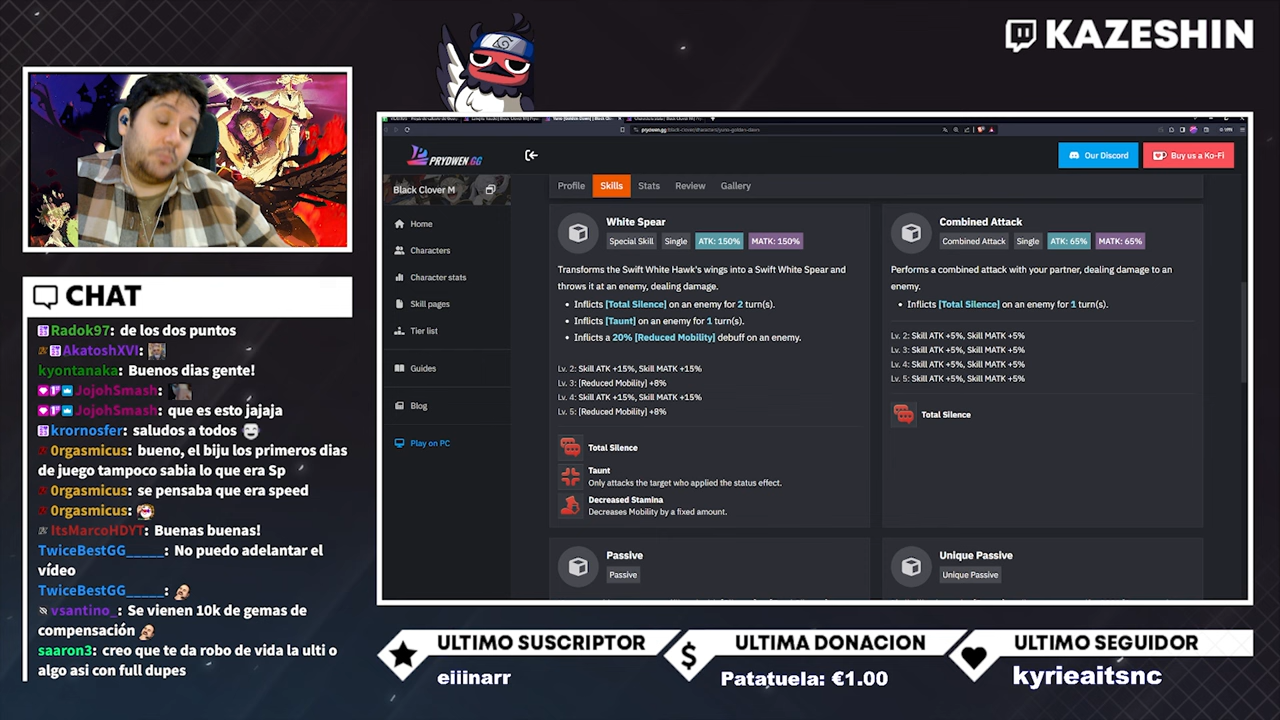 KAZESHIN
prydwen.gg/black-clover/characters/yuno-golden-dawn
PRYDWEN.GG
Our Discord
Buy us a Ko-Fi
Black Clover M
Profile
Skills
Stats
Review
Gallery
Home
Characters
Character stats
Skill pages
Tier list
Guides
Blog
Play on PC
White Spear
Special Skill
Single
ATK: 150%
MATK: 150%
Transforms the Swift White Hawk's wings into a Swift White Spear and
throws it at an enemy, dealing damage.
• Inflicts [Total Silence] on an enemy for 2 turn(s).
• Inflicts [Taunt] on an enemy for 1 turn(s).
• Inflicts a 20% [Reduced Mobility] debuff on an enemy.
Lv. 2: Skill ATK +15%, Skill MATK +15%
Lv. 3: [Reduced Mobility] +8%
Lv. 4: Skill ATK +15%, Skill MATK +15%
Lv. 5: [Reduced Mobility] +8%
Total Silence
Taunt
Only attacks the target who applied the status effect.
Decreased Stamina
Decreases Mobility by a fixed amount.
Combined Attack
Combined Attack
Single
ATK: 65%
MATK: 65%
Performs a combined attack with your partner, dealing damage to an
enemy.
• Inflicts [Total Silence] on an enemy for 1 turn(s).
Lv. 2: Skill ATK +5%, Skill MATK +5%
Lv. 3: Skill ATK +5%, Skill MATK +5%
Lv. 4: Skill ATK +5%, Skill MATK +5%
Lv. 5: Skill ATK +5%, Skill MATK +5%
Total Silence
Passive
Passive
Unique Passive
Unique Passive
CHAT
Radok97: de los dos puntos
AkatoshXVI:
kyontanaka: Buenos dias gente!
JojohSmash:
JojohSmash: que es esto jajaja
krornosfer: saludos a todos
0rgasmicus: bueno, el biju los primeros dias
de juego tampoco sabia lo que era Sp
0rgasmicus: se pensaba que era speed
0rgasmicus:
ItsMarcoHDYT: Buenas buenas!
TwiceBestGG_____: No puedo adelantar el
vídeo
TwiceBestGG_____:
vsantino_: Se vienen 10k de gemas de
compensación
saaron3: creo que te da robo de vida la ulti o
algo asi con full dupes
ULTIMO SUSCRIPTOR
eiiinarr
ULTIMA DONACION
Patatuela: €1.00
ULTIMO SEGUIDOR
kyrieaitsnc